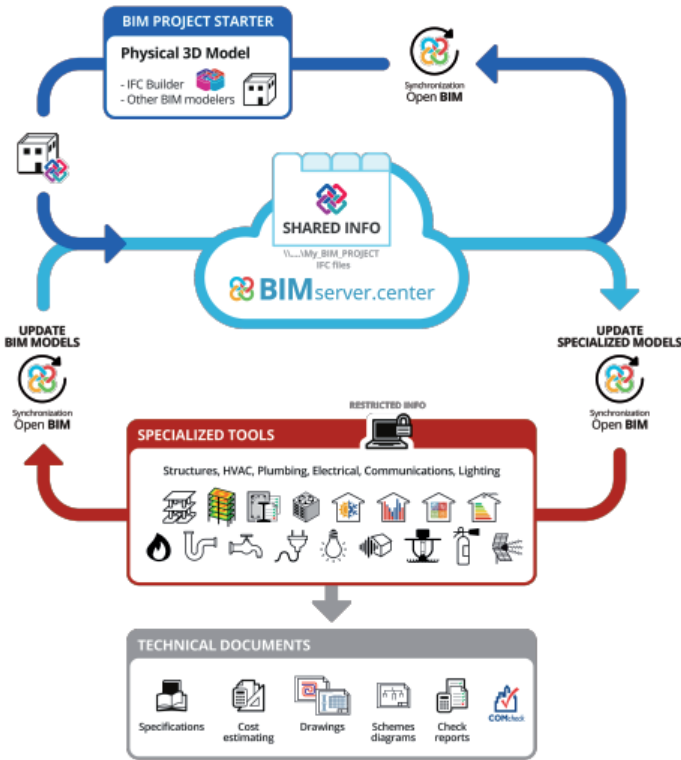 BIM PROJECT STARTER
Physical 3D Model
- IFC Builder
- Other BIM modelers
Synchronization
Open BIM
SHARED INFO
\\....\My_BIM_PROJECT
IFC files
BIMserver.center
UPDATE
BIM MODELS
Synchronization
Open BIM
UPDATE
SPECIALIZED MODELS
Synchronization
Open BIM
RESTRICTED INFO
SPECIALIZED TOOLS
Structures, HVAC, Plumbing, Electrical, Communications, Lighting
TECHNICAL DOCUMENTS
Specifications
Cost
estimating
Drawings
Schemes
diagrams
Check
reports
COMcheck